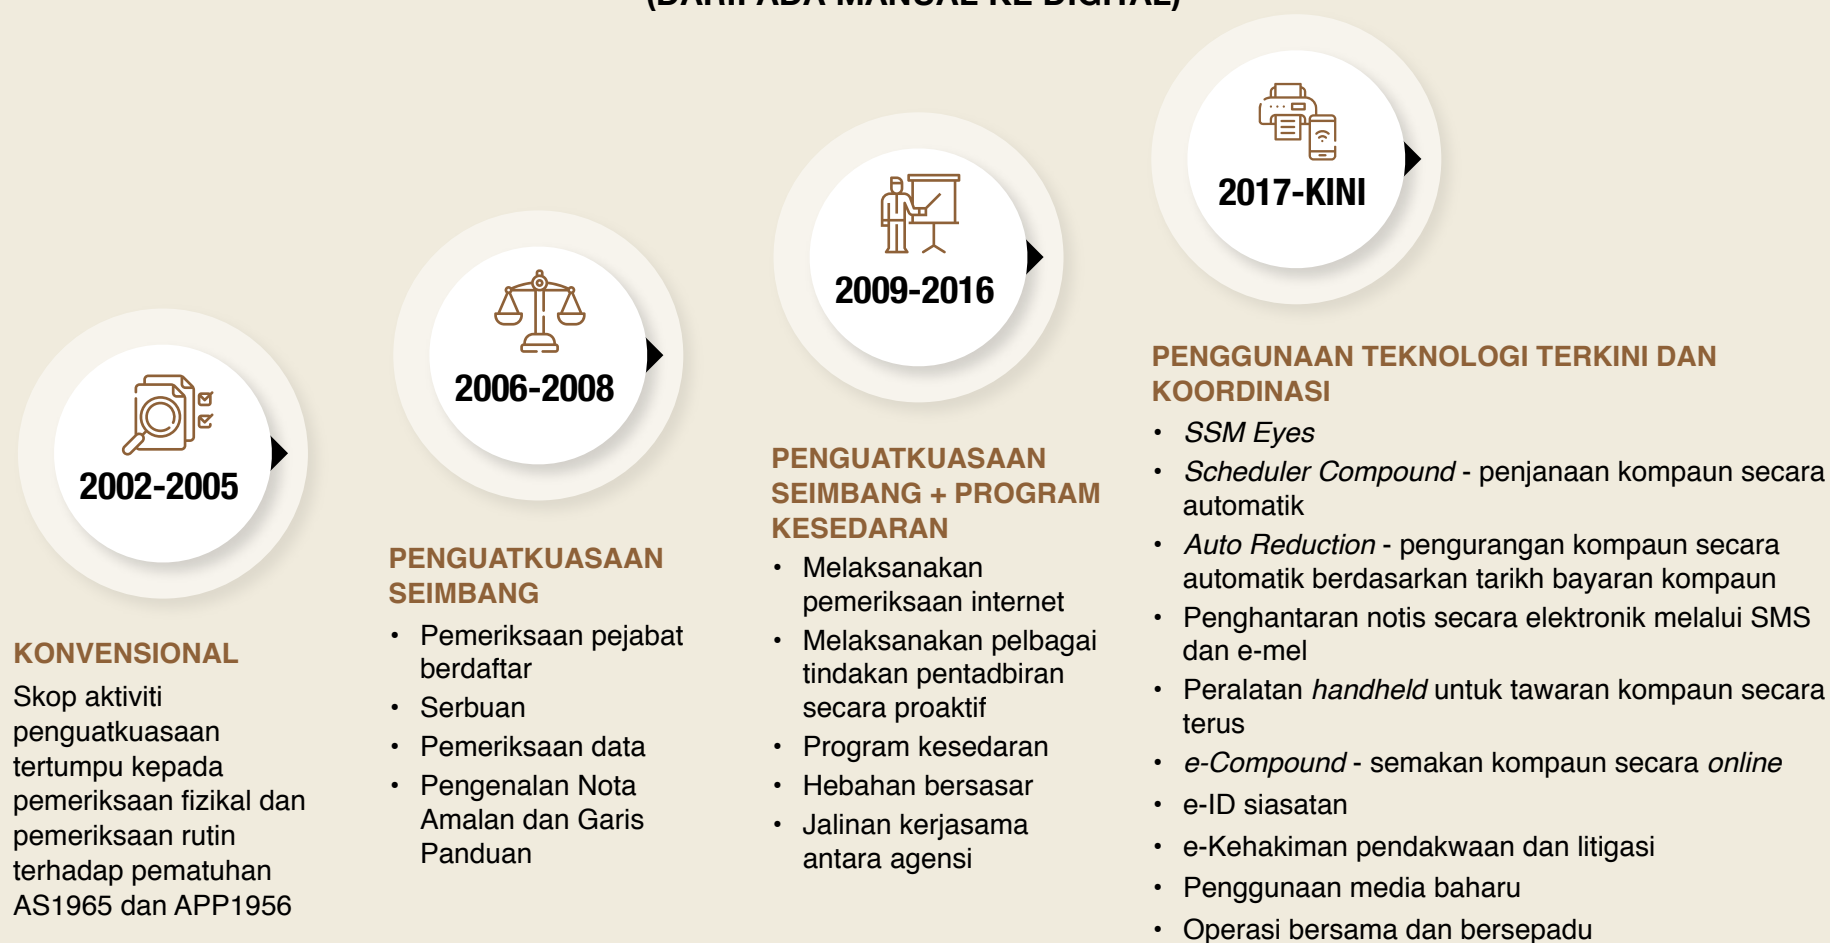 (DARIPADA MANUAL KE DIGITAL)
2002-2005
KONVENSIONAL
Skop aktiviti
penguatkuasaan
tertumpu kepada
pemeriksaan fizikal dan
pemeriksaan rutin
terhadap pematuhan
AS1965 dan APP1956
2006-2008
PENGUATKUASAAN
SEIMBANG
• Pemeriksaan pejabat
berdaftar
• Serbuan
• Pemeriksaan data
• Pengenalan Nota
Amalan dan Garis
Panduan
2009-2016
PENGUATKUASAAN
SEIMBANG + PROGRAM
KESEDARAN
• Melaksanakan
pemeriksaan internet
• Melaksanakan pelbagai
tindakan pentadbiran
secara proaktif
• Program kesedaran
• Hebahan bersasar
• Jalinan kerjasama
antara agensi
2017-KINI
PENGGUNAAN TEKNOLOGI TERKINI DAN
KOORDINASI
• SSM Eyes
• Scheduler Compound - penjanaan kompaun secara
automatik
• Auto Reduction - pengurangan kompaun secara
automatik berdasarkan tarikh bayaran kompaun
• Penghantaran notis secara elektronik melalui SMS
dan e-mel
• Peralatan handheld untuk tawaran kompaun secara
terus
• e-Compound - semakan kompaun secara online
• e-ID siasatan
• e-Kehakiman pendakwaan dan litigasi
• Penggunaan media baharu
• Operasi bersama dan bersepadu